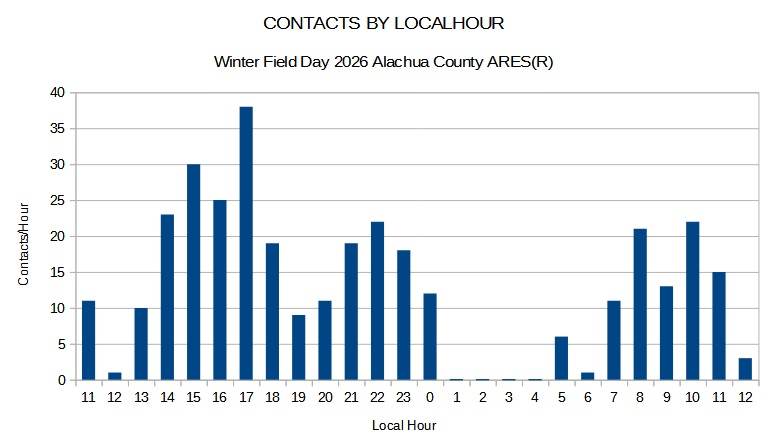 CONTACTS BY LOCALHOUR
Winter Field Day 2026 Alachua County ARES(R)
Contacts/Hour
40
35
30
25
20
15
10
5
0
11 12 13 14 15 16 17 18 19 20 21 22 23 0 1 2 3 4 5 6 7 8 9 10 11 12
Local Hour